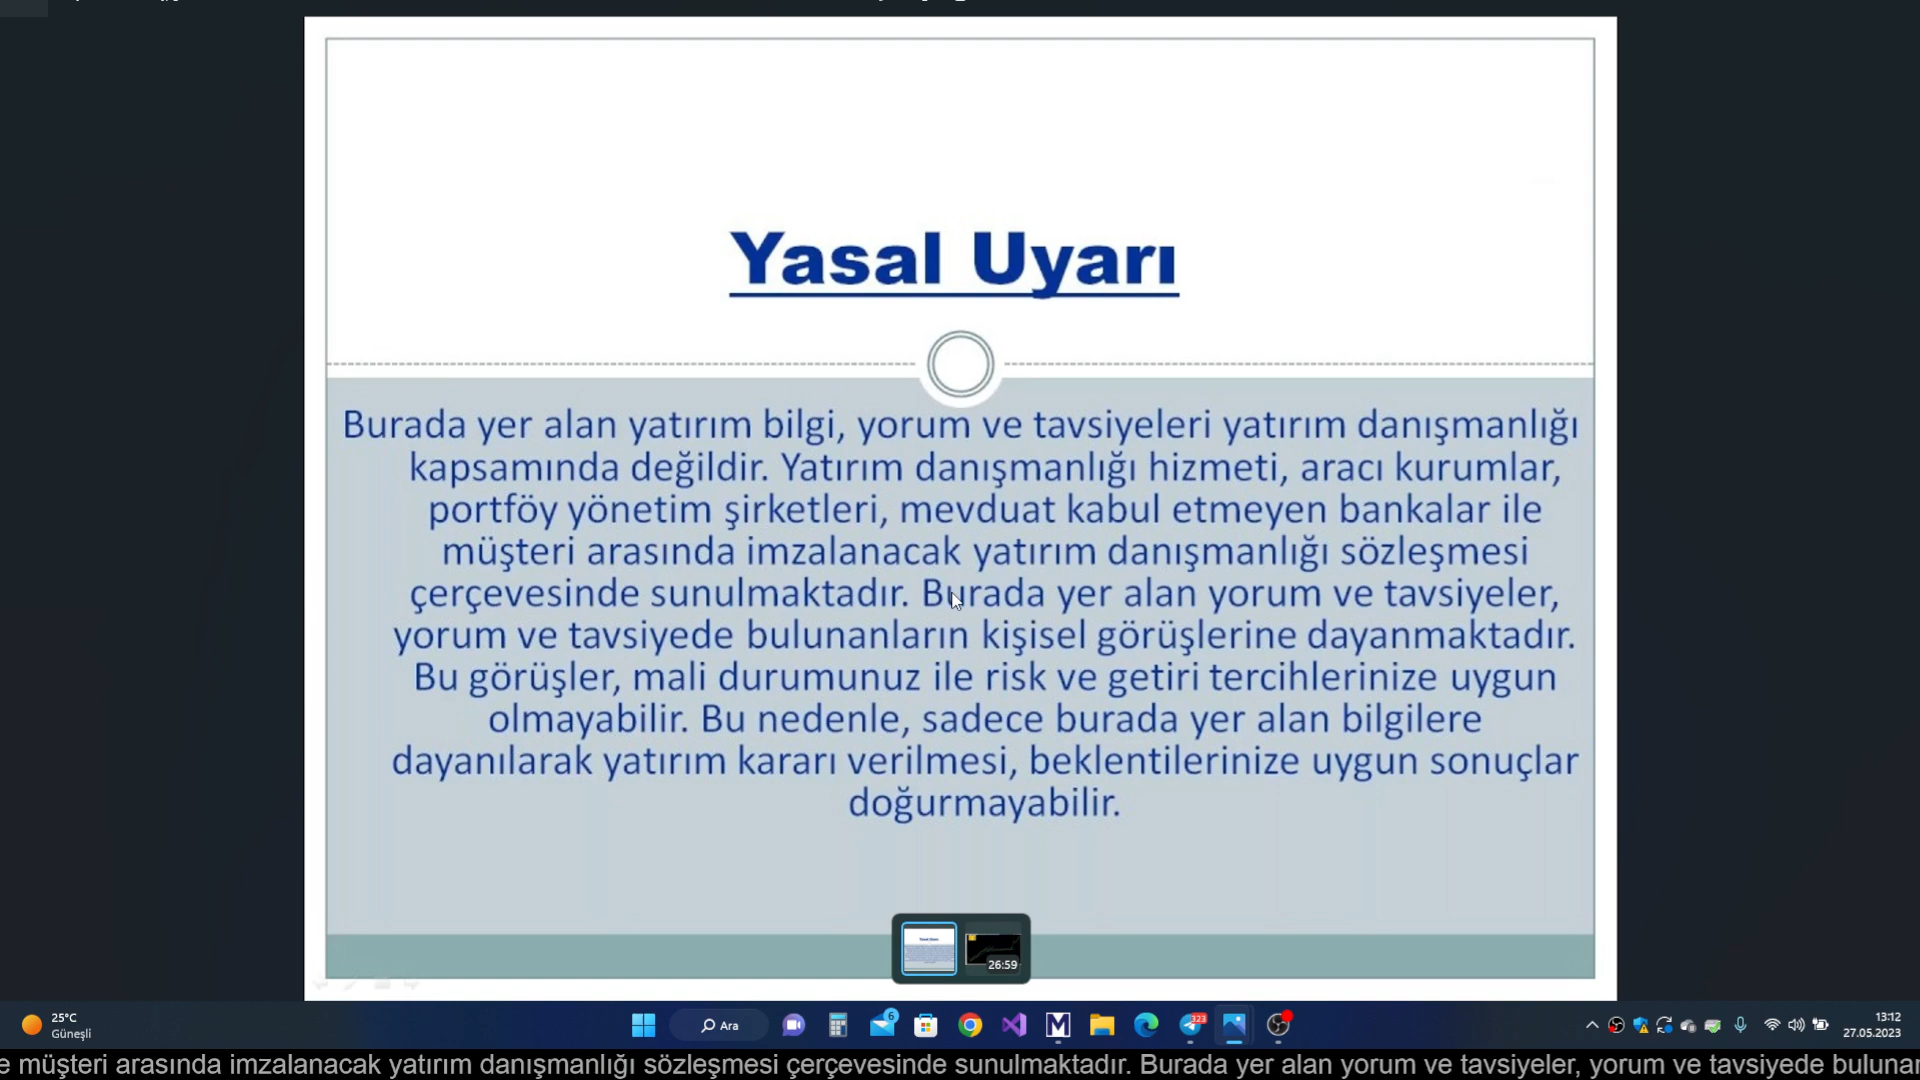 Yasal Uyarı
Burada yer alan yatırım bilgi, yorum ve tavsiyeleri yatırım danışmanlığı
kapsamında değildir. Yatırım danışmanlığı hizmeti, aracı kurumlar,
portföy yönetim şirketleri, mevduat kabul etmeyen bankalar ile
müşteri arasında imzalanacak yatırım danışmanlığı sözleşmesi
çerçevesinde sunulmaktadır. Burada yer alan yorum ve tavsiyeler,
yorum ve tavsiyede bulunanların kişisel görüşlerine dayanmaktadır.
Bu görüşler, mali durumunuz ile risk ve getiri tercihlerinize uygun
olmayabilir. Bu nedenle, sadece burada yer alan bilgilere
dayanılarak yatırım kararı verilmesi, beklentilerinize uygun sonuçlar
doğurmayabilir.
26:59
25°C
Güneşli
Ara
6
323
13:12
27.05.2023
e müşteri arasında imzalanacak yatırım danışmanlığı sözleşmesi çerçevesinde sunulmaktadır. Burada yer alan yorum ve tavsiyeler, yorum ve tavsiyede bulunan